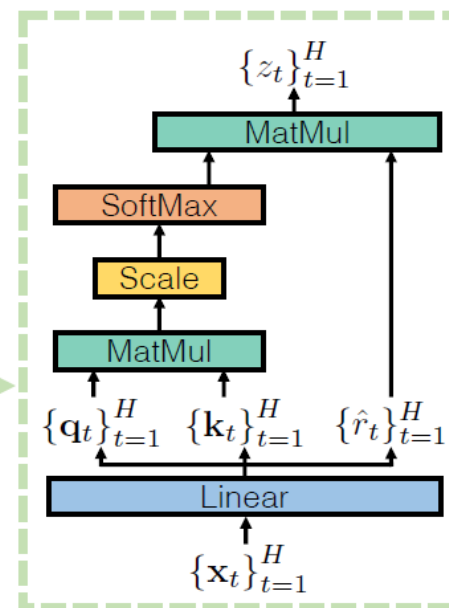 {z_t}_{t=1}^H
MatMul
SoftMax
Scale
MatMul
{q_t}_{t=1}^H {k_t}_{t=1}^H {r̂_t}_{t=1}^H
Linear
{x_t}_{t=1}^H